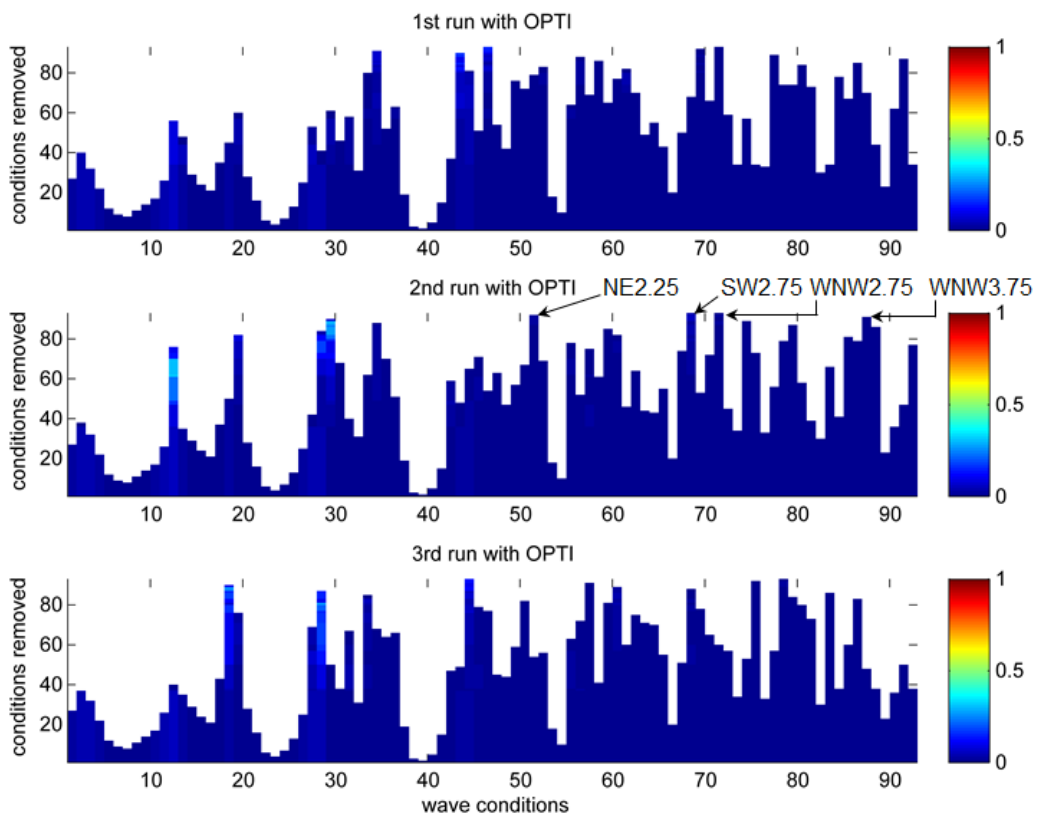 1st run with OPTI
conditions removed
80
60
40
20
10 20 30 40 50 60 70 80 90
1
0.5
0
2nd run with OPTI
NE2.25 SW2.75 WNW2.75 WNW3.75
conditions removed
80
60
40
20
10 20 30 40 50 60 70 80 90
1
0.5
0
3rd run with OPTI
conditions removed
80
60
40
20
10 20 30 40 50 60 70 80 90
1
0.5
0
wave conditions